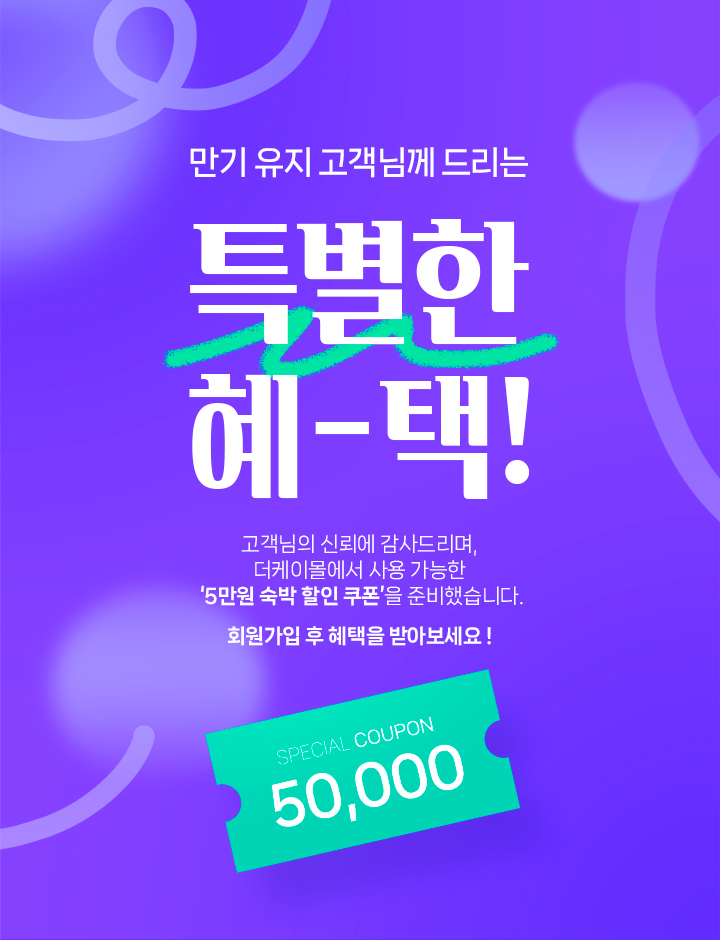 만기 유지 고객님께 드리는
특별한
혜-택!
고객님의 신뢰에 감사드리며,
더케이몰에서 사용 가능한
'5만원 숙박 할인 쿠폰'을 준비했습니다.
회원가입 후 혜택을 받아보세요 !
SPECIAL COUPON
50,000